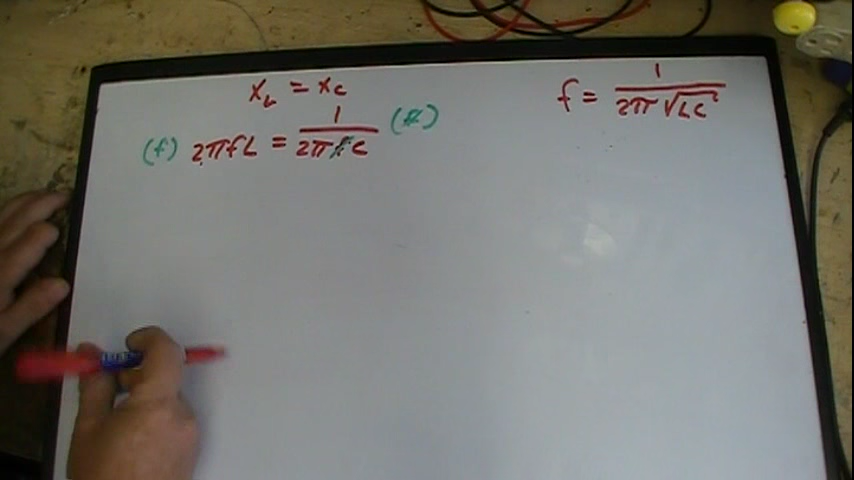 X_L = X_C
(f) 2πfL = 1/(2πfC) (f)
f = 1/(2π√LC)